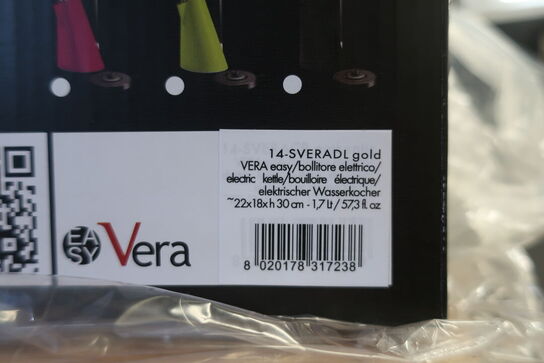 14-SVERADL gold
VERA easy/bollitore elettrico/
electric kettle/bouilloire électrique/
elektrischer Wasserkocher
~22x18xh 30 cm - 1,7 Lt / 57,3 fl. oz
8 020178 317238
EASY Vera